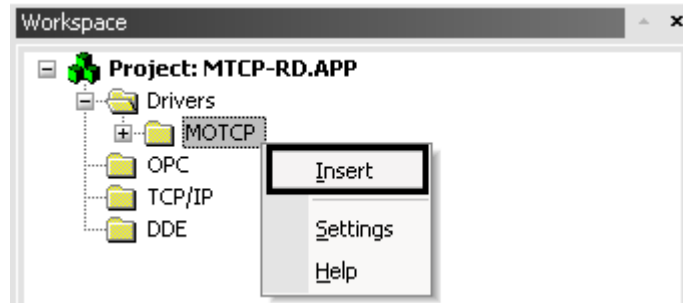 Workspace
Project: MTCP-RD.APP
Drivers
MOTCP
OPC
TCP/IP
DDE
Insert
Settings
Help